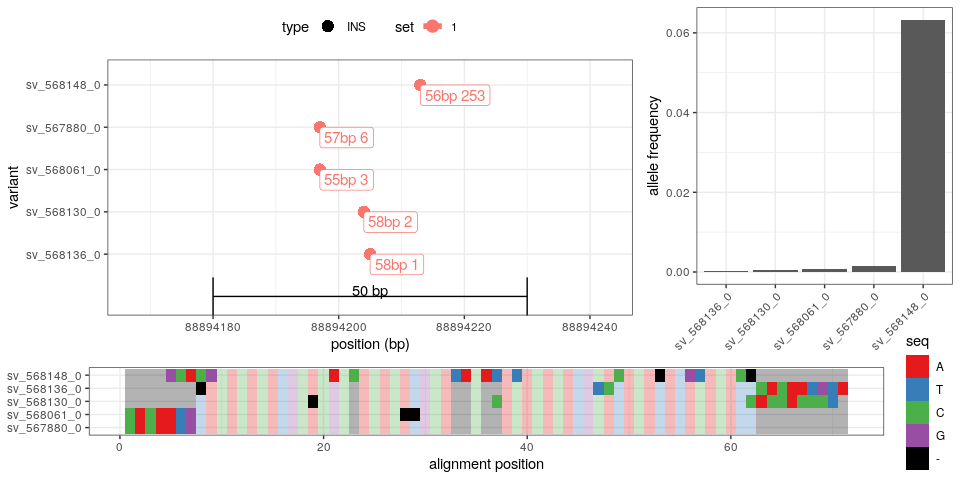 type INS set 1
variant
sv_568148_0
sv_567880_0
sv_568061_0
sv_568130_0
sv_568136_0
56bp 253
57bp 6
55bp 3
58bp 2
58bp 1
50 bp
88894180 88894200 88894220 88894240
position (bp)
allele frequency
0.06
0.04
0.02
0.00
sv_568136_0 sv_568130_0 sv_568061_0 sv_567880_0 sv_568148_0
sv_568148_0
sv_568136_0
sv_568130_0
sv_568061_0
sv_567880_0
0 20 40 60
alignment position
seq
A
T
C
G
-